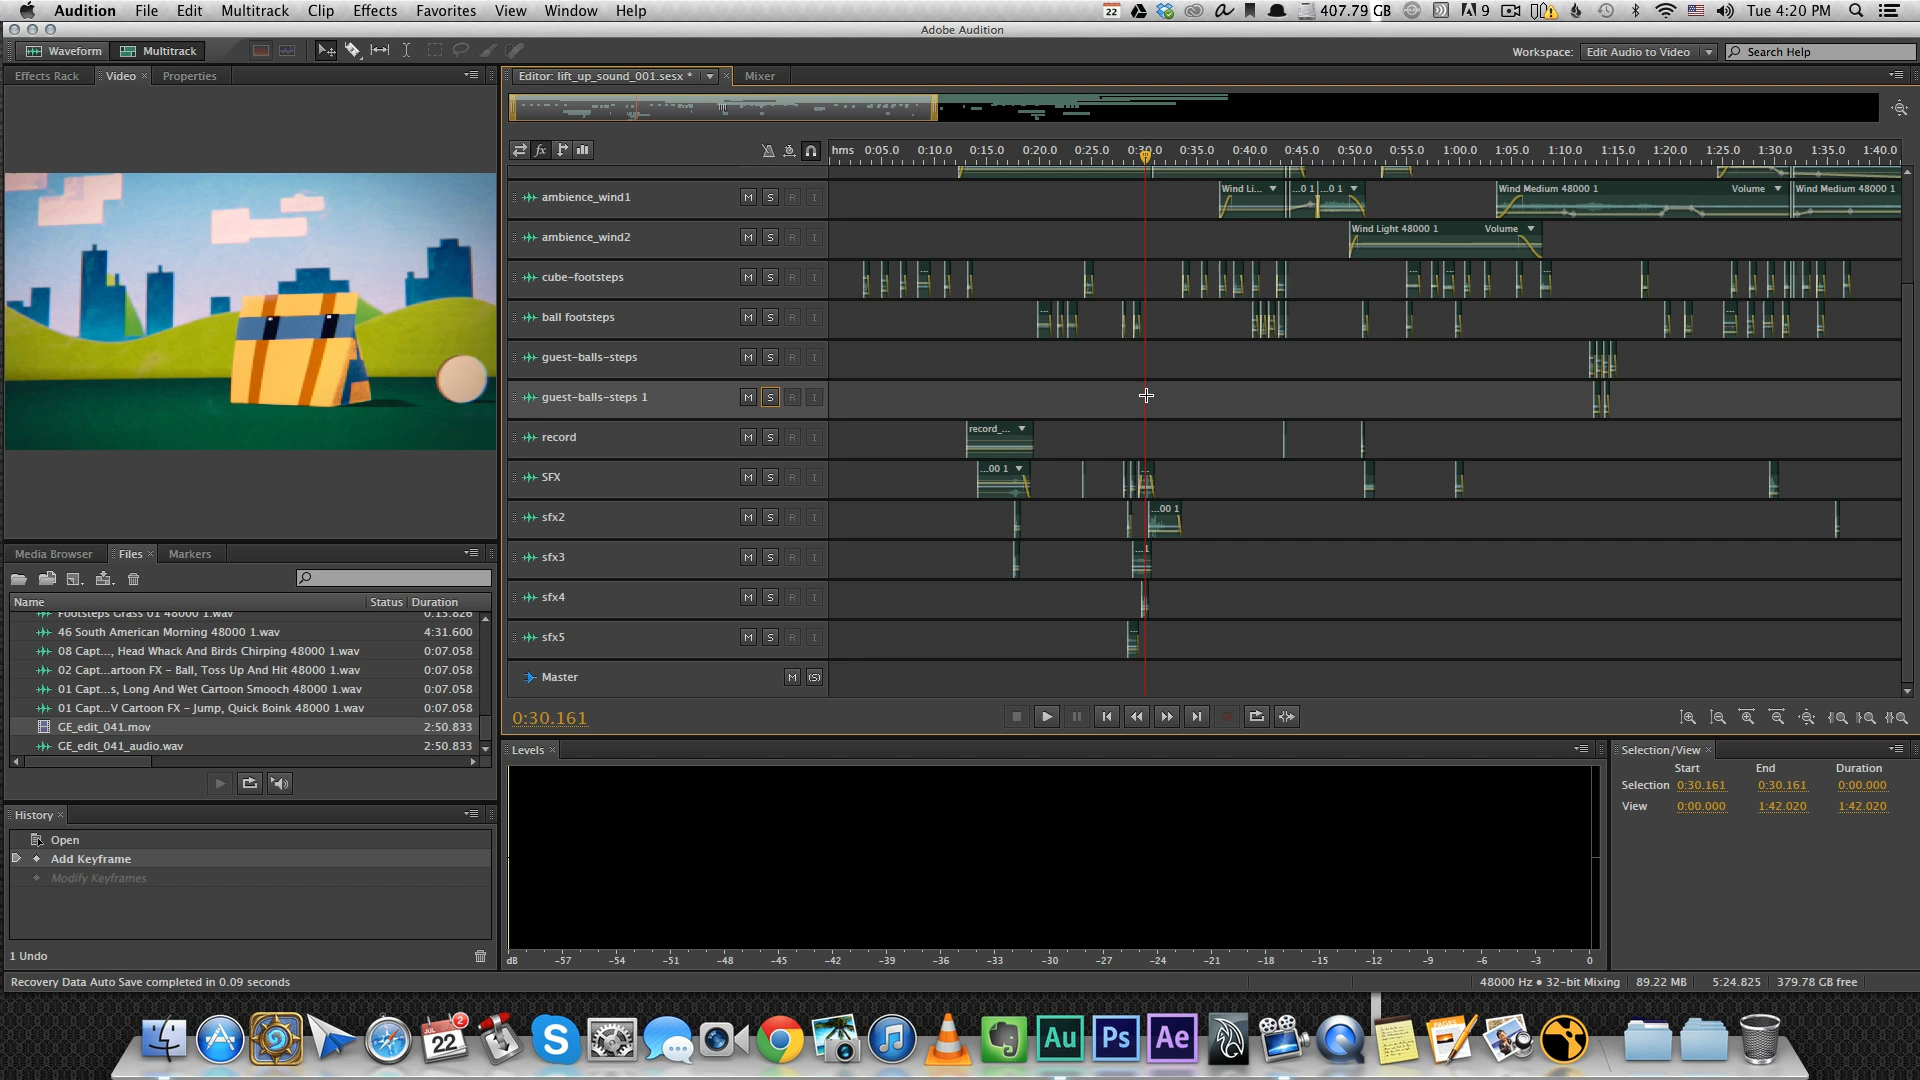 Audition File Edit Multitrack Clip Effects Favorites View Window Help
22 9 407.79 GB Tue 4:20 PM
Adobe Audition
Waveform Multitrack Workspace: Edit Audio to Video Search Help
Effects Rack Video Properties Editor: lift_up_sound_001.sesx * Mixer
fx hms 0:05.0 0:10.0 0:15.0 0:20.0 0:25.0 0:30.0 0:35.0 0:40.0 0:45.0 0:50.0 0:55.0 1:00.0 1:05.0 1:10.0 1:15.0 1:20.0 1:25.0 1:30.0 1:35.0 1:40.0
ambience_wind1 M S R I Wind Li... ...0 1 ...0 1 Wind Medium 48000 1 Volume Wind Medium 48000 1
ambience_wind2 M S R I Wind Light 48000 1 Volume
cube-footsteps M S R I
ball footsteps M S R I
guest-balls-steps M S R I
guest-balls-steps 1 M S R I
record M S R I record_...
SFX M S R I ...00 1
sfx2 M S R I ...00 1
sfx3 M S R I ...1
sfx4 M S R I
sfx5 M S R I
Master M (S)
0:30.161
Media Browser Files Markers
Name Status Duration
Footsteps Grass 01 48000 1.wav 0:13.826
46 South American Morning 48000 1.wav 4:31.600
08 Capt..., Head Whack And Birds Chirping 48000 1.wav 0:07.058
02 Capt...artoon FX - Ball, Toss Up And Hit 48000 1.wav 0:07.058
01 Capt...s, Long And Wet Cartoon Smooch 48000 1.wav 0:07.058
01 Capt...V Cartoon FX - Jump, Quick Boink 48000 1.wav 0:07.058
GE_edit_041.mov 2:50.833
GE_edit_041_audio.wav 2:50.833
History
Open
Add Keyframe
Modify Keyframes
1 Undo
Levels
dB -57 -54 -51 -48 -45 -42 -39 -36 -33 -30 -27 -24 -21 -18 -15 -12 -9 -6 -3 0
Selection/View
Start End Duration
Selection 0:30.161 0:30.161 0:00.000
View 0:00.000 1:42.020 1:42.020
Recovery Data Auto Save completed in 0.09 seconds 48000 Hz ● 32-bit Mixing 89.22 MB 5:24.825 379.78 GB free
JUL 22 2 Au Ps Ae